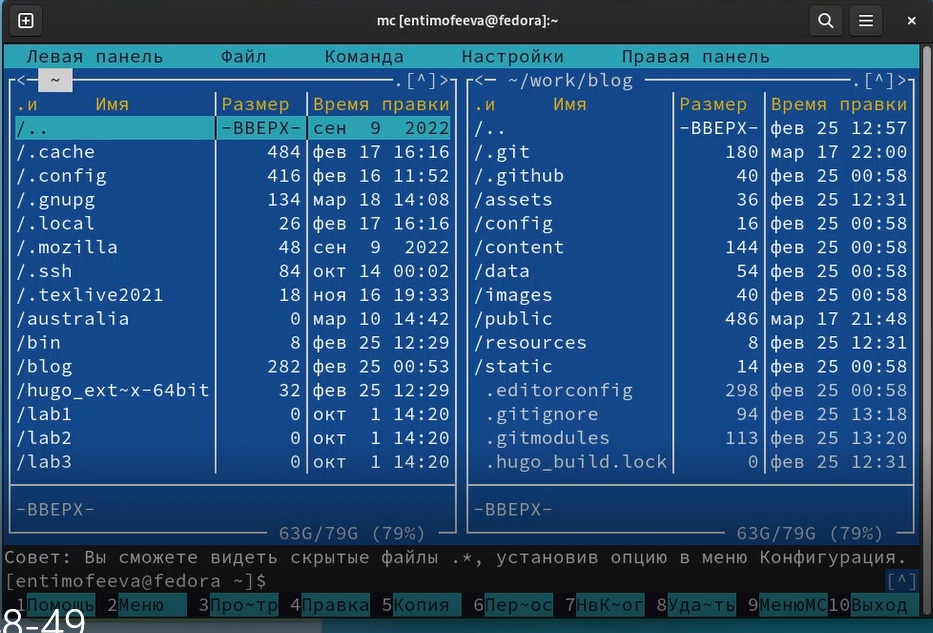 mc [entimofeeva@fedora]:~
Левая панель Файл Команда Настройки Правая панель
<- ~ .[^]> <- ~/work/blog .[^]>
.и Имя Размер Время правки .и Имя Размер Время правки
/.. -ВВЕРХ- сен 9 2022 /.. -ВВЕРХ- фев 25 12:57
/.cache 484 фев 17 16:16 /.git 180 мар 17 22:00
/.config 416 фев 16 11:52 /.github 40 фев 25 00:58
/.gnupg 134 мар 18 14:08 /assets 36 фев 25 12:31
/.local 26 фев 17 16:16 /config 16 фев 25 00:58
/.mozilla 48 сен 9 2022 /content 144 фев 25 00:58
/.ssh 84 окт 14 00:02 /data 54 фев 25 00:58
/.texlive2021 18 ноя 16 19:33 /images 40 фев 25 00:58
/australia 0 мар 10 14:42 /public 486 мар 17 21:48
/bin 8 фев 25 12:29 /resources 8 фев 25 12:31
/blog 282 фев 25 00:53 /static 14 фев 25 00:58
/hugo_ext~x-64bit 32 фев 25 12:29 .editorconfig 298 фев 25 00:58
/lab1 0 окт 1 14:20 .gitignore 94 фев 25 13:18
/lab2 0 окт 1 14:20 .gitmodules 113 фев 25 13:20
/lab3 0 окт 1 14:20 .hugo_build.lock 0 фев 25 12:31
-ВВЕРХ- -ВВЕРХ-
63G/79G (79%) 63G/79G (79%)
Совет: Вы сможете видеть скрытые файлы .*, установив опцию в меню Конфигурация.
[entimofeeva@fedora ~]$ [^]
1Помощь 2Меню 3Про~тр 4Правка 5Копия 6Пер~ос 7НвК~ог 8Уда~ть 9МенюМС 10Выход
8-49